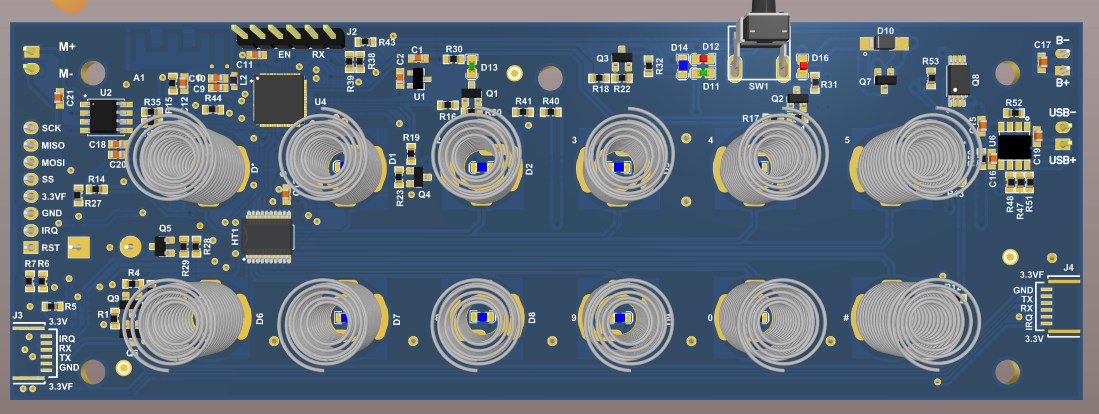 M+
M-
A1
C21
U2
R35
R15
C12
C10
C9
R44
C11
L2
EN
RX
J2
R43
R38
R39
U4
C1
C2
U1
R30
D13
Q1
R16
R41
R40
Q3
R18
R22
R32
D14
D12
D11
SW1
D16
R31
Q2
R17
D10
Q7
R53
Q8
C17
B-
B+
R52
USB-
USB+
U6
C19
C16
R48
R47
R51
SCK
MISO
MOSI
SS
3.3VF
GND
IRQ
RST
C18
C20
R14
R27
D*
R19
D1
R23
Q4
D2
3
4
5
Q5
R29
R28
HT1
R7
R6
R5
R4
Q9
R1
J3
3.3V
IRQ
RX
TX
GND
3.3VF
D6
D7
D8
9
0
#
J4
3.3VF
GND
TX
RX
IRQ
3.3V